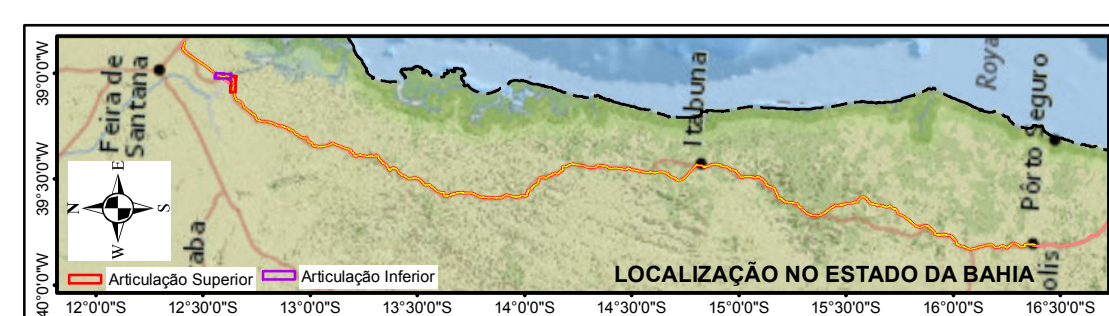 39°0'0"W
39°30'0"W
40°0'0"W
Feira de
Santana
Itabuna
Roya
Pôrto Seguro
aba
olis
N
E
S
W
Articulação Superior
Articulação Inferior
LOCALIZAÇÃO NO ESTADO DA BAHIA
12°0'0"S
12°30'0"S
13°0'0"S
13°30'0"S
14°0'0"S
14°30'0"S
15°0'0"S
15°30'0"S
16°0'0"S
16°30'0"S